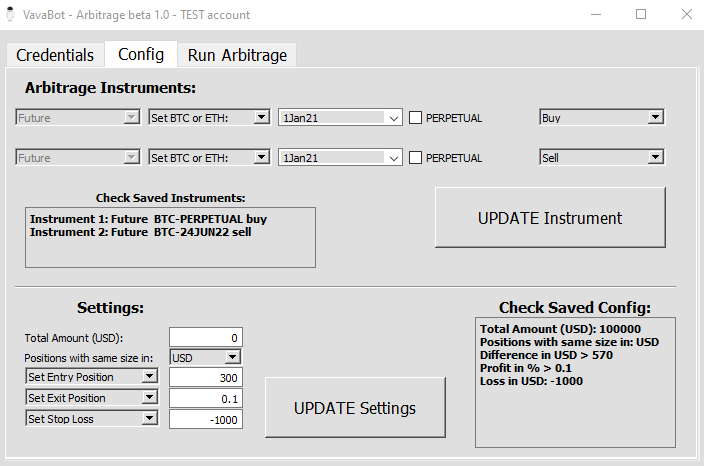 VavaBot - Arbitrage beta 1.0 - TEST account
Credentials Config Run Arbitrage
Arbitrage Instruments:
Future Set BTC or ETH: 1Jan21 PERPETUAL Buy
Future Set BTC or ETH: 1Jan21 PERPETUAL Sell
Check Saved Instruments:
Instrument 1: Future  BTC-PERPETUAL buy
Instrument 2: Future  BTC-24JUN22 sell
UPDATE Instrument
Settings:
Total Amount (USD): 0
Positions with same size in: USD
Set Entry Position 300
Set Exit Position 0.1
Set Stop Loss -1000
UPDATE Settings
Check Saved Config:
Total Amount (USD): 100000
Positions with same size in: USD
Difference in USD > 570
Profit in % > 0.1
Loss in USD: -1000